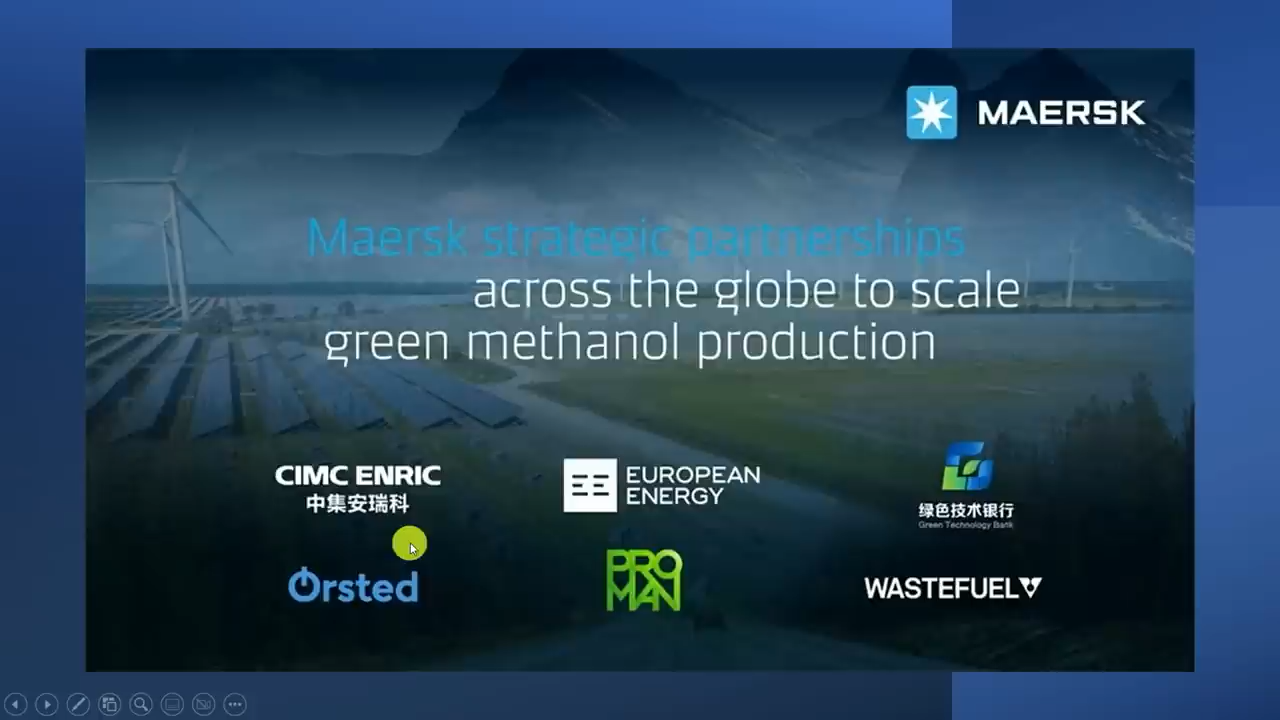 MAERSK
Maersk strategic partnerships
across the globe to scale
green methanol production
CIMC ENRIC
中集安瑞科
EUROPEAN
ENERGY
绿色技术银行
Green Technology Bank
Ørsted
PRO
MAN
WASTEFUEL